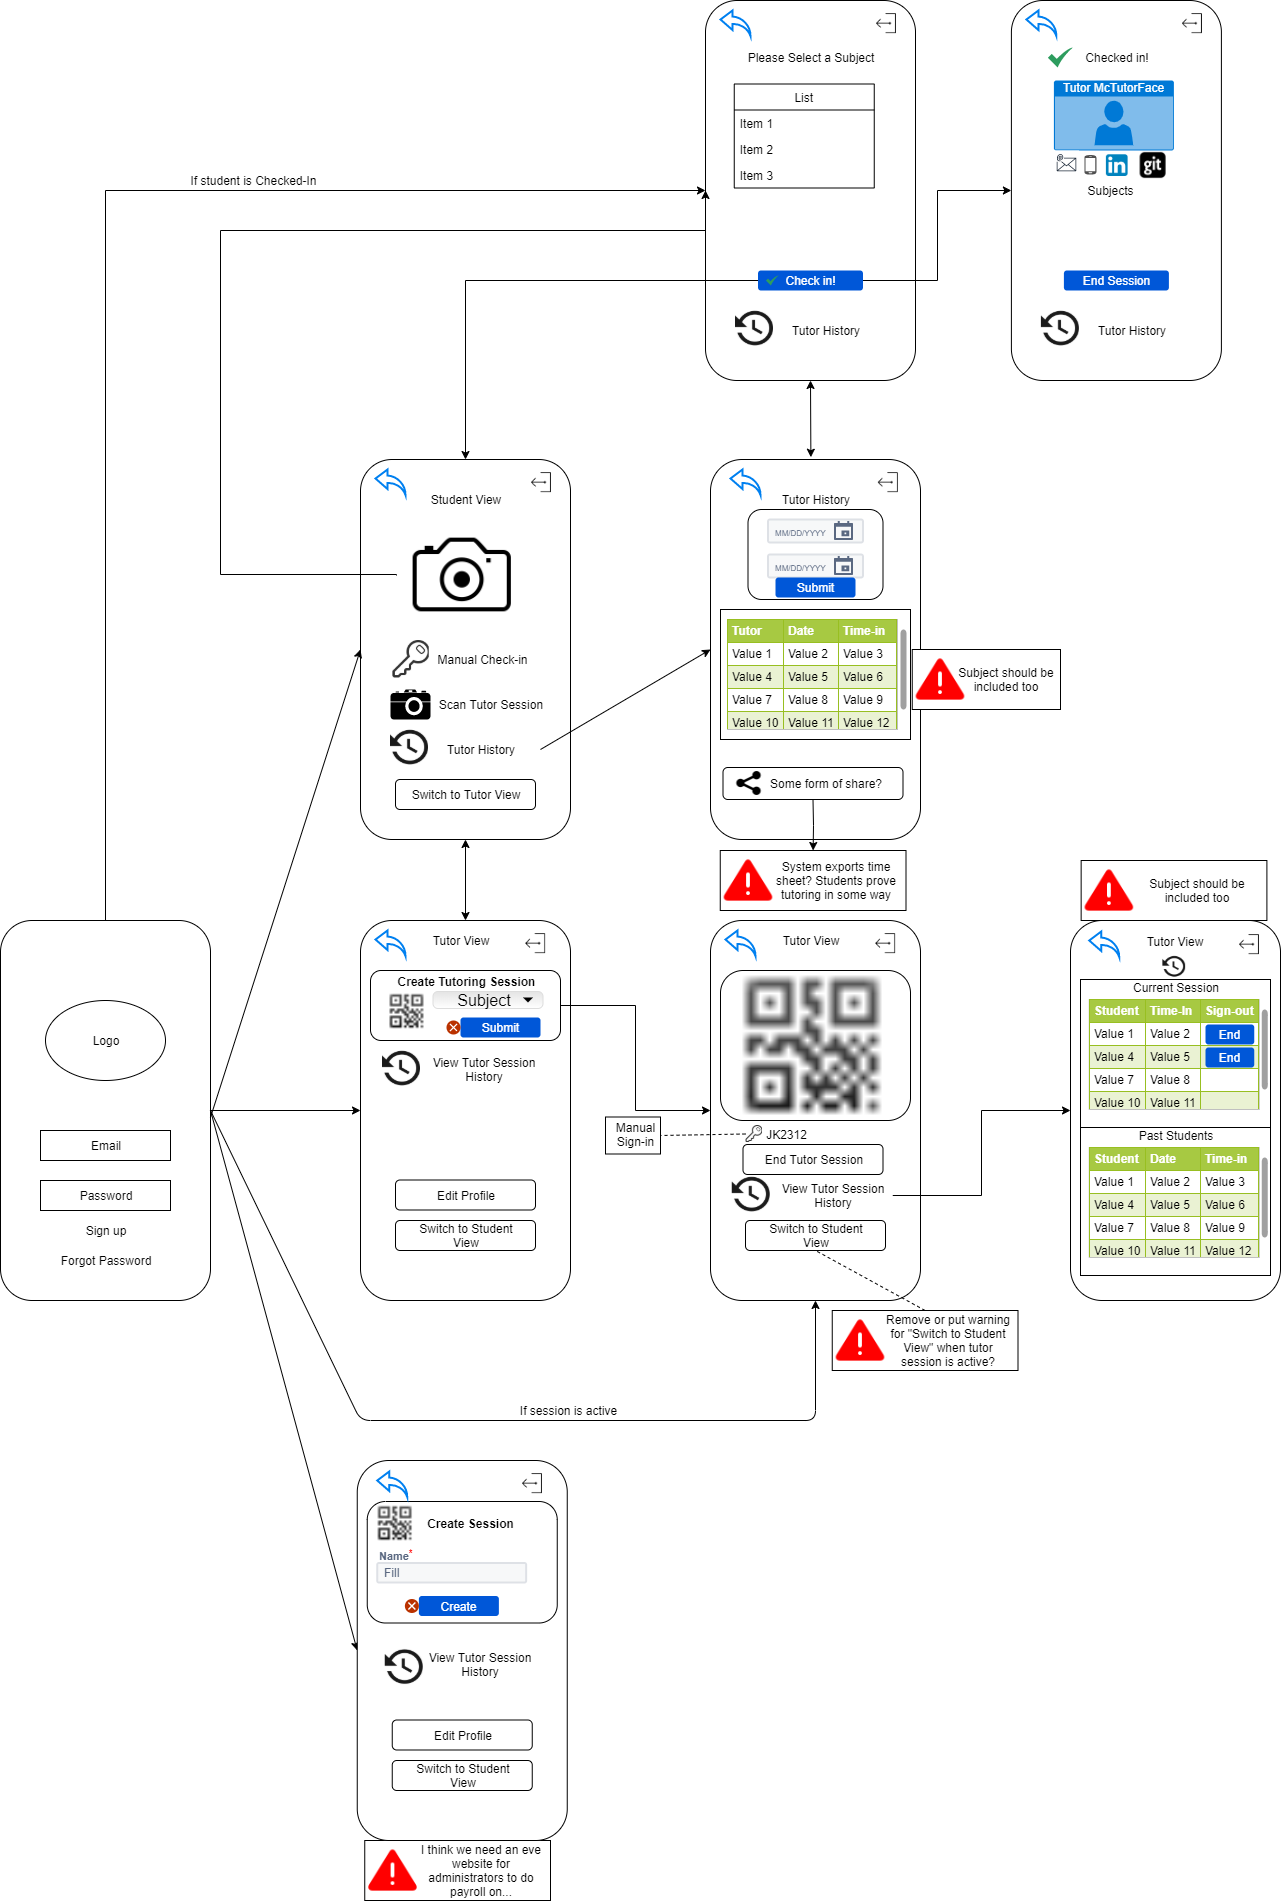 Please Select a Subject
List
Item 1
Item 2
Item 3
Check in!
Tutor History
Checked in!
Tutor McTutorFace
in
git
Subjects
End Session
Tutor History
If student is Checked-In
Student View
Manual Check-in
Scan Tutor Session
Tutor History
Switch to Tutor View
Tutor History
MM/DD/YYYY
MM/DD/YYYY
Submit
Tutor Date Time-in
Value 1 Value 2 Value 3
Value 4 Value 5 Value 6
Value 7 Value 8 Value 9
Value 10 Value 11 Value 12
Some form of share?
Subject should be
included too
System exports time
sheet? Students prove
tutoring in some way
Logo
Email
Password
Sign up
Forgot Password
Tutor View
Create Tutoring Session
Subject
Submit
View Tutor Session
History
Edit Profile
Switch to Student
View
Manual
Sign-in
Tutor View
JK2312
End Tutor Session
View Tutor Session
History
Switch to Student
View
Remove or put warning
for "Switch to Student
View" when tutor
session is active?
Subject should be
included too
Tutor View
Current Session
Student Time-In Sign-out
Value 1 Value 2 End
Value 4 Value 5 End
Value 7 Value 8
Value 10 Value 11
Past Students
Student Date Time-in
Value 1 Value 2 Value 3
Value 4 Value 5 Value 6
Value 7 Value 8 Value 9
Value 10 Value 11 Value 12
If session is active
Create Session
Name*
Fill
Create
View Tutor Session
History
Edit Profile
Switch to Student
View
I think we need an eve
website for
administrators to do
payroll on...